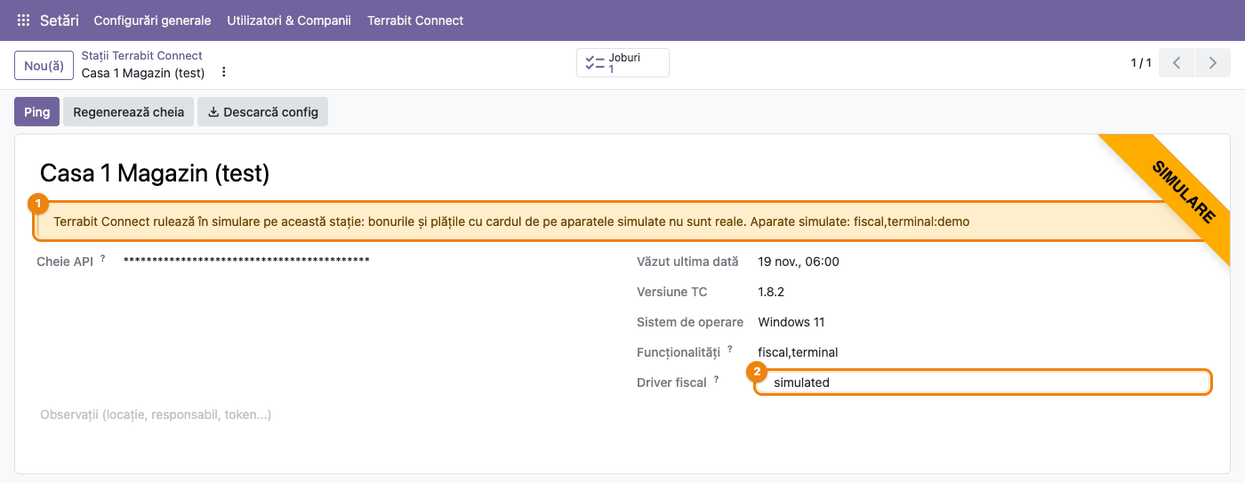 Setări Configurări generale Utilizatori & Companii Terrabit Connect
Nou(ă)
Stații Terrabit Connect
Casa 1 Magazin (test)
Joburi
1
1 / 1
Ping Regenerează cheia Descarcă config
SIMULARE
Casa 1 Magazin (test)
1
Terrabit Connect rulează în simulare pe această stație: bonurile și plățile cu cardul de pe aparatele simulate nu sunt reale. Aparate simulate: fiscal,terminal:demo
Cheie API ? ******************************************
Văzut ultima dată 19 nov., 06:00
Versiune TC 1.8.2
Sistem de operare Windows 11
Funcționalități ? fiscal,terminal
2
Driver fiscal ? simulated
Observații (locație, responsabil, token...)